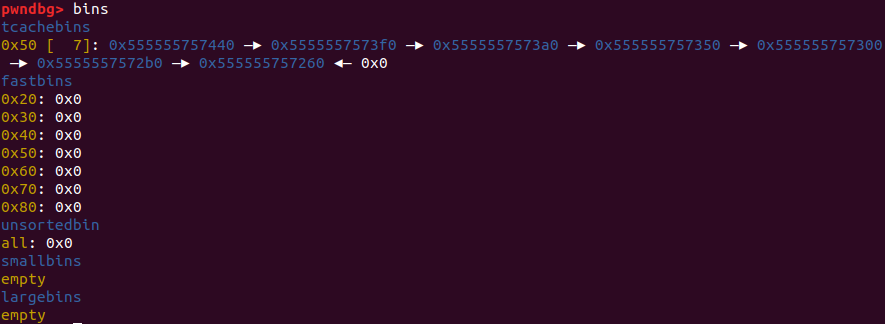 pwndbg> bins
tcachebins
0x50 [  7]: 0x555555757440 —▸ 0x5555557573f0 —▸ 0x5555557573a0 —▸ 0x555555757350 —▸ 0x555555757300
 —▸ 0x5555557572b0 —▸ 0x555555757260 ◂— 0x0
fastbins
0x20: 0x0
0x30: 0x0
0x40: 0x0
0x50: 0x0
0x60: 0x0
0x70: 0x0
0x80: 0x0
unsortedbin
all: 0x0
smallbins
empty
largebins
empty